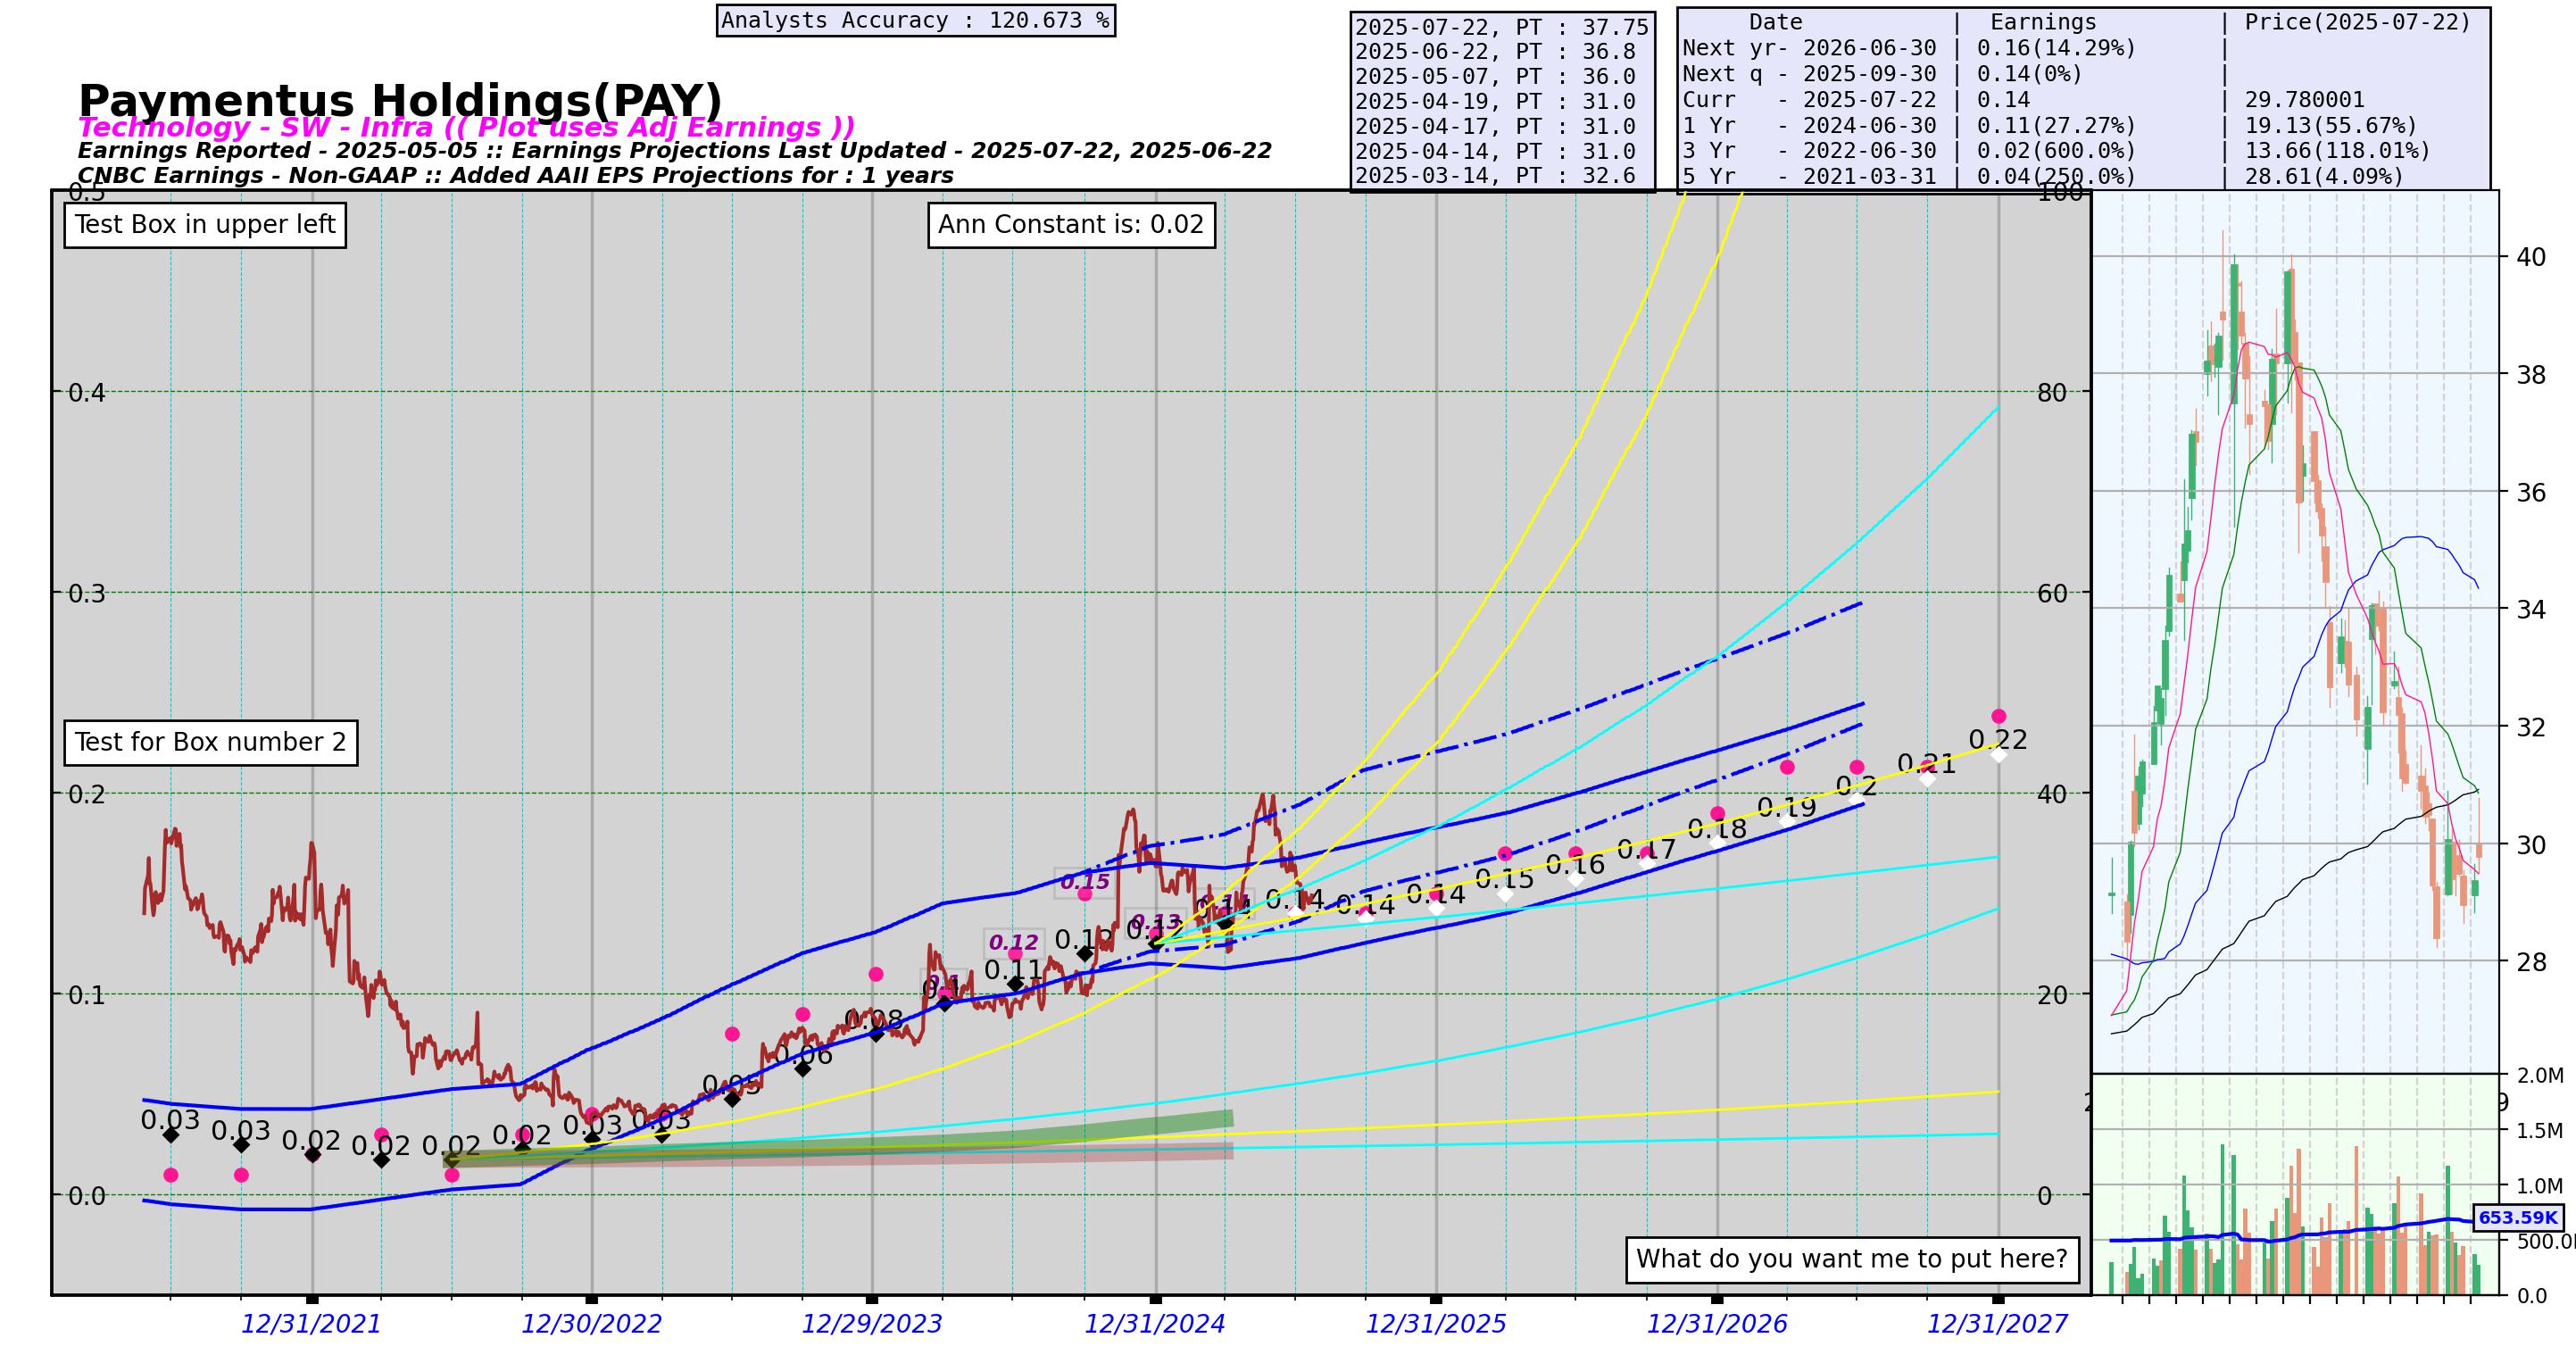 Analysts Accuracy : 120.673 %
2025-07-22, PT : 37.75
2025-06-22, PT : 36.8
2025-05-07, PT : 36.0
2025-04-19, PT : 31.0
2025-04-17, PT : 31.0
2025-04-14, PT : 31.0
2025-03-14, PT : 32.6
Date | Earnings | Price(2025-07-22)
Next yr- 2026-06-30 | 0.16(14.29%) |
Next q - 2025-09-30 | 0.14(0%) |
Curr - 2025-07-22 | 0.14 | 29.780001
1 Yr - 2024-06-30 | 0.11(27.27%) | 19.13(55.67%)
3 Yr - 2022-06-30 | 0.02(600.0%) | 13.66(118.01%)
5 Yr - 2021-03-31 | 0.04(250.0%) | 28.61(4.09%)
Paymentus Holdings(PAY)
Technology - SW - Infra (( Plot uses Adj Earnings ))
Earnings Reported - 2025-05-05 :: Earnings Projections Last Updated - 2025-07-22, 2025-06-22
CNBC Earnings - Non-GAAP :: Added AAII EPS Projections for : 1 years
Test Box in upper left
Ann Constant is: 0.02
Test for Box number 2
What do you want me to put here?
0.5
0.4
0.3
0.2
0.1
0.0
100
80
60
40
20
0
0.03
0.03
0.02
0.02
0.02
0.02
0.03
0.03
0.05
0.06
0.08
0.1
0.1
0.11
0.12
0.12
0.15
0.13
0.14
0.14
0.14
0.14
0.15
0.16
0.17
0.18
0.19
0.2
0.21
0.22
12/31/2021
12/30/2022
12/29/2023
12/31/2024
12/31/2025
12/31/2026
12/31/2027
40
38
36
34
32
30
28
2.0M
1.5M
1.0M
653.59K
0.0